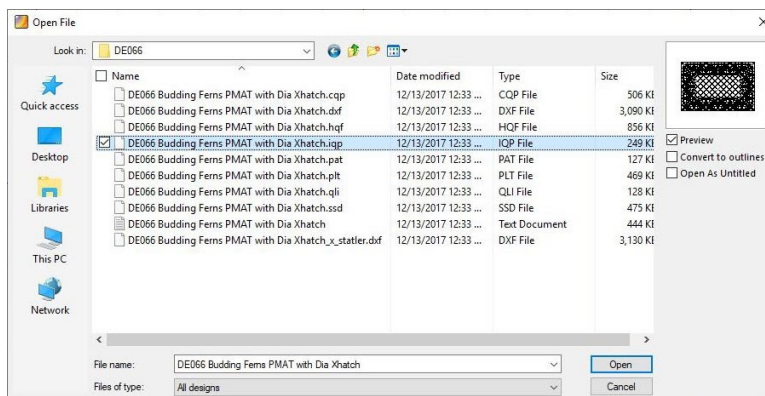 Open File
Look in: DE066
Name Date modified Type Size
DE066 Budding Ferns PMAT with Dia Xhatch.cqp 12/13/2017 12:33 ... CQP File 506 KE
DE066 Budding Ferns PMAT with Dia Xhatch.dxf 12/13/2017 12:33 ... DXF File 3,090 KE
DE066 Budding Ferns PMAT with Dia Xhatch.hqf 12/13/2017 12:33 ... HQF File 856 KE
DE066 Budding Ferns PMAT with Dia Xhatch.iqp 12/13/2017 12:33 ... IQP File 249 KE
DE066 Budding Ferns PMAT with Dia Xhatch.pat 12/13/2017 12:33 ... PAT File 127 KE
DE066 Budding Ferns PMAT with Dia Xhatch.plt 12/13/2017 12:33 ... PLT File 469 KE
DE066 Budding Ferns PMAT with Dia Xhatch.qli 12/13/2017 12:33 ... QLI File 128 KE
DE066 Budding Ferns PMAT with Dia Xhatch.ssd 12/13/2017 12:33 ... SSD File 475 KE
DE066 Budding Ferns PMAT with Dia Xhatch 12/13/2017 12:33 ... Text Document 444 KE
DE066 Budding Ferns PMAT with Dia Xhatch_x_statler.dxf 12/13/2017 12:33 ... DXF File 3,130 KE
Quick access
Desktop
Libraries
This PC
Network
Preview
Convert to outlines
Open As Untitled
File name: DE066 Budding Ferns PMAT with Dia Xhatch Open
Files of type: All designs Cancel